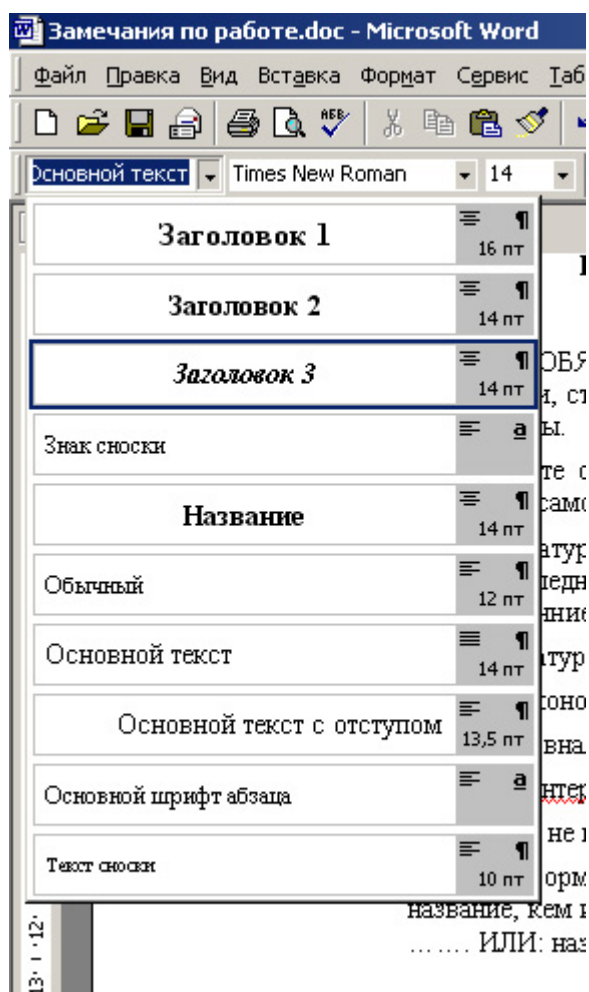 Замечания по работе.doc - Microsoft Word
Файл Правка Вид Вставка Формат Сервис Таб
Основной текст Times New Roman 14
Заголовок 1 ¶ 16 пт
Заголовок 2 ¶ 14 пт
Заголовок 3 ¶ 14 пт
Знак сноски a
Название ¶ 14 пт
Обычный ¶ 12 пт
Основной текст ¶ 14 пт
Основной текст с отступом ¶ 13,5 пт
Основной шрифт абзаца a
Текст сноски ¶ 10 пт
название, кем и
....... ИЛИ: наз